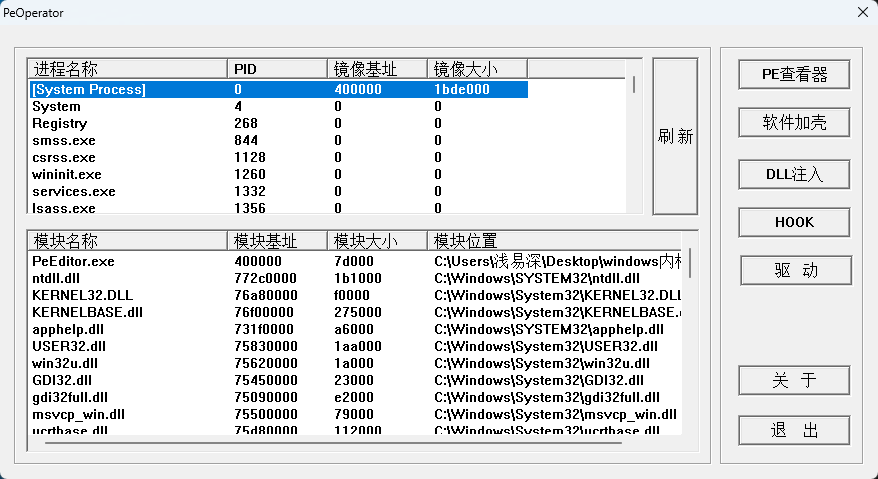 PeOperator
进程名称 PID 镜像基址 镜像大小
[System Process] 0 400000 1bde000
System 4 0 0
Registry 268 0 0
smss.exe 844 0 0
csrss.exe 1128 0 0
wininit.exe 1260 0 0
services.exe 1332 0 0
lsass.exe 1356 0 0
刷新
模块名称 模块基址 模块大小 模块位置
PeEditor.exe 400000 7d000 C:\Users\浅易深\Desktop\windows内核
ntdll.dll 772c0000 1b1000 C:\Windows\SYSTEM32\ntdll.dll
KERNEL32.DLL 76a80000 f0000 C:\Windows\System32\KERNEL32.DLL
KERNELBASE.dll 76f00000 275000 C:\Windows\System32\KERNELBASE.d
apphelp.dll 731f0000 a6000 C:\Windows\SYSTEM32\apphelp.dll
USER32.dll 75830000 1aa000 C:\Windows\System32\USER32.dll
win32u.dll 75620000 1a000 C:\Windows\System32\win32u.dll
GDI32.dll 75450000 23000 C:\Windows\System32\GDI32.dll
gdi32full.dll 75090000 e2000 C:\Windows\System32\gdi32full.dll
msvcp_win.dll 75500000 79000 C:\Windows\System32\msvcp_win.dll
ucrtbase.dll 75d80000 112000 C:\Windows\System32\ucrtbase.dll
PE查看器
软件加壳
DLL注入
HOOK
驱 动
关 于
退 出